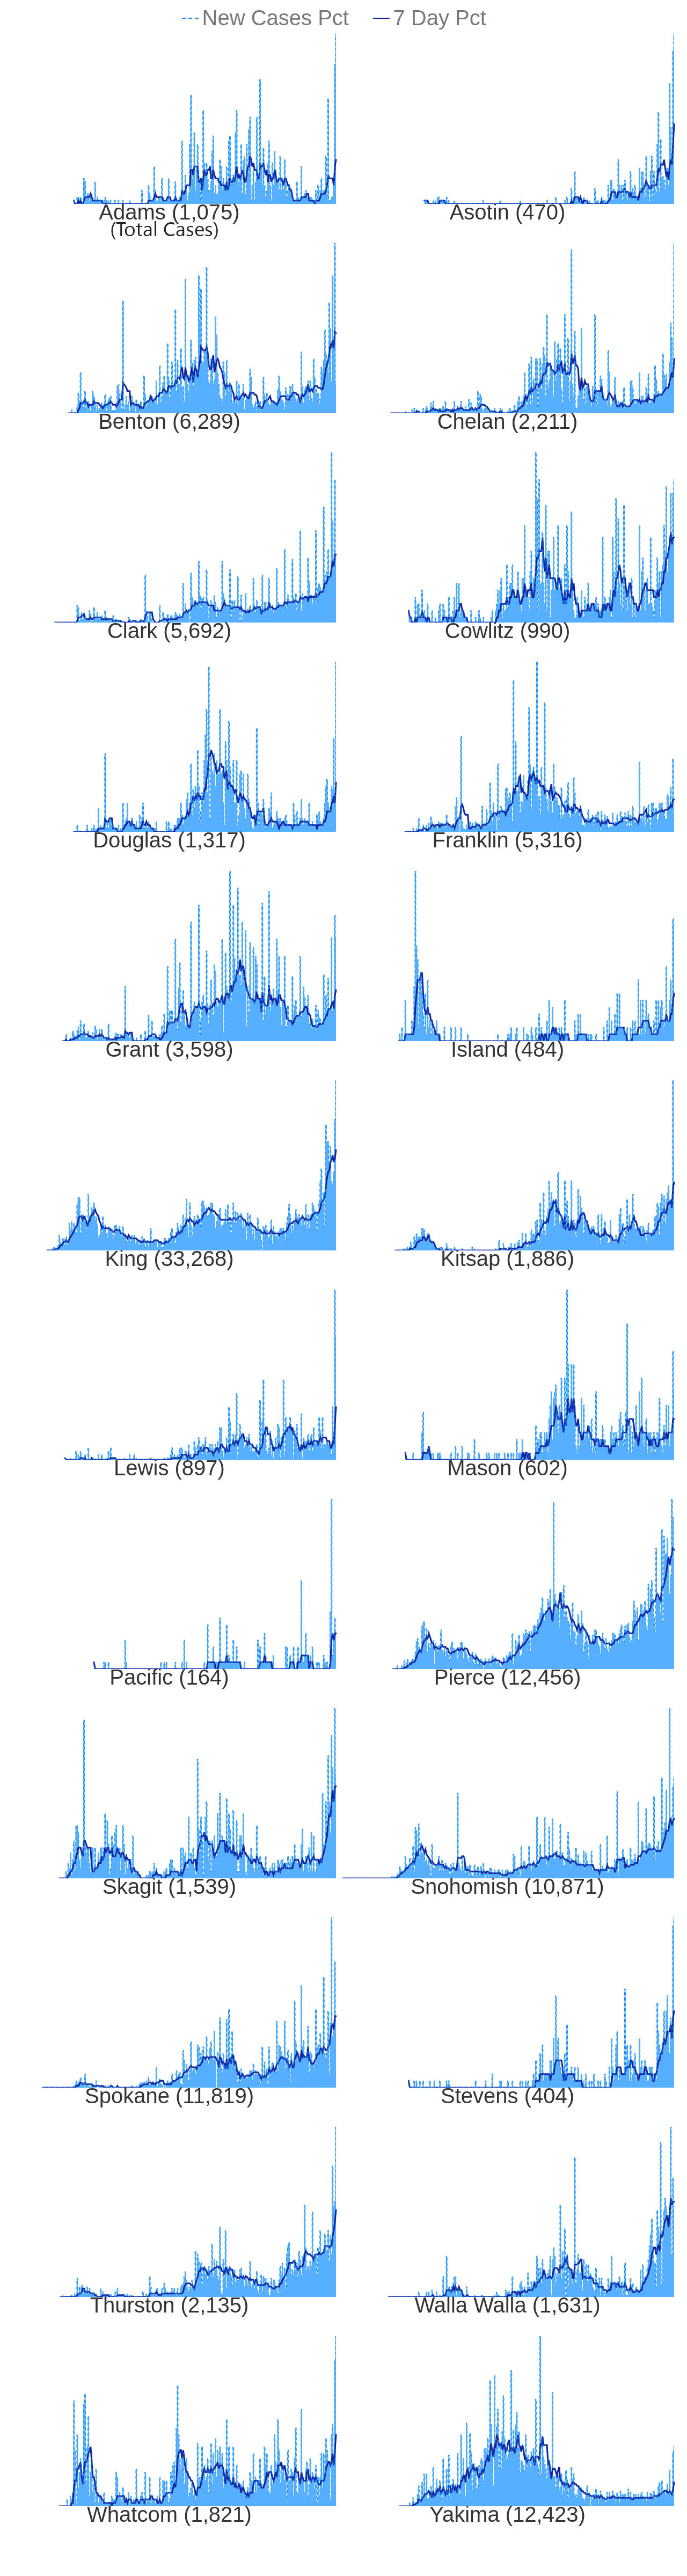 New Cases Pct 7 Day Pct
Adams (1,075) Asotin (470)
(Total Cases)
Benton (6,289) Chelan (2,211)
Clark (5,692) Cowlitz (990)
Douglas (1,317) Franklin (5,316)
Grant (3,598) Island (484)
King (33,268) Kitsap (1,886)
Lewis (897) Mason (602)
Pacific (164) Pierce (12,456)
Skagit (1,539) Snohomish (10,871)
Spokane (11,819) Stevens (404)
Thurston (2,135) Walla Walla (1,631)
Whatcom (1,821) Yakima (12,423)